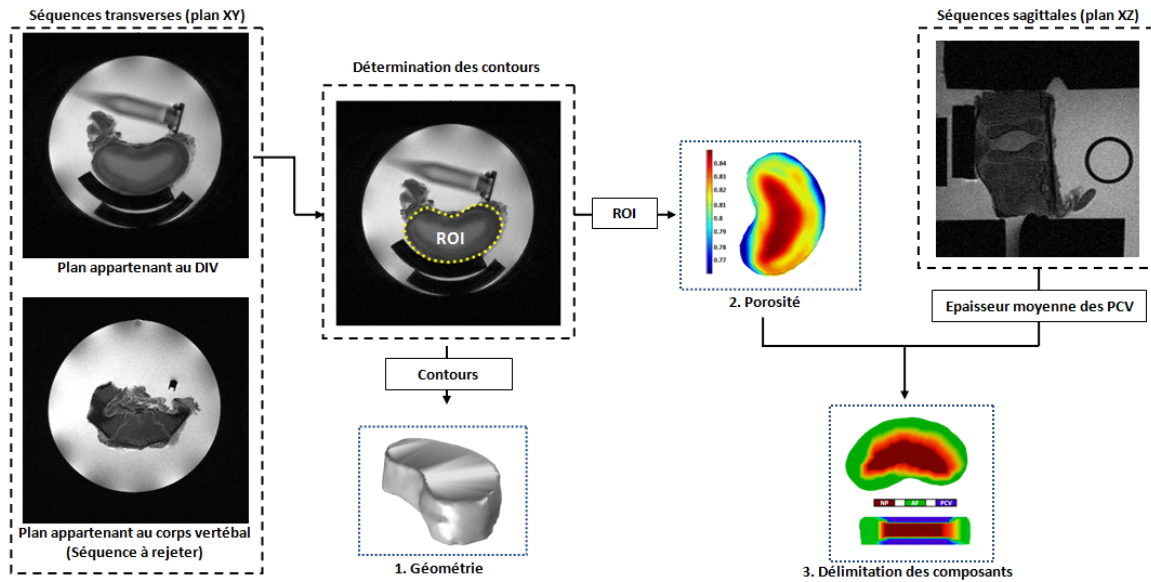 Séquences transverses (plan XY)
Plan appartenant au DIV
Plan appartenant au corps vertébal
(Séquence à rejeter)
Détermination des contours
ROI
Contours
1. Géométrie
ROI
0.84
0.83
0.82
0.81
0.8
0.79
0.78
0.77
2. Porosité
Séquences sagittales (plan XZ)
Epaisseur moyenne des PCV
NP AF PCV
3. Délimitation des composants